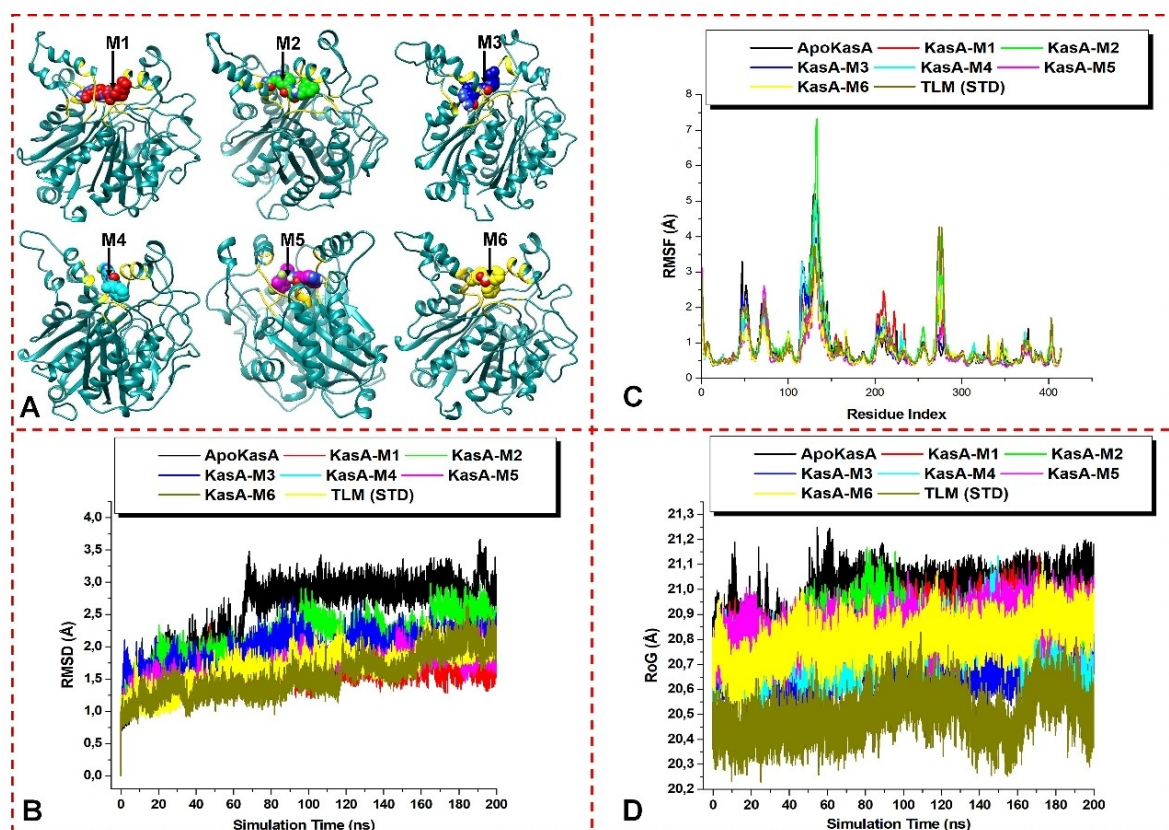 M1 M2 M3
M4 M5 M6
A
ApoKasA KasA-M1 KasA-M2
KasA-M3 KasA-M4 KasA-M5
KasA-M6 TLM (STD)
8
7
6
5
4
3
2
1
0
RMSF (Å)
0 100 200 300 400
Residue Index
C
ApoKasA KasA-M1 KasA-M2
KasA-M3 KasA-M4 KasA-M5
KasA-M6 TLM (STD)
4,0
3,5
3,0
2,5
2,0
1,5
1,0
0,5
0,0
RMSD (Å)
0 20 40 60 80 100 120 140 160 180 200
Simulation Time (ns)
B
ApoKasA KasA-M1 KasA-M2
KasA-M3 KasA-M4 KasA-M5
KasA-M6 TLM (STD)
21,3
21,2
21,1
21,0
20,9
20,8
20,7
20,6
20,5
20,4
20,3
20,2
RoG (Å)
0 20 40 60 80 100 120 140 160 180 200
Simulation Time (ns)
D